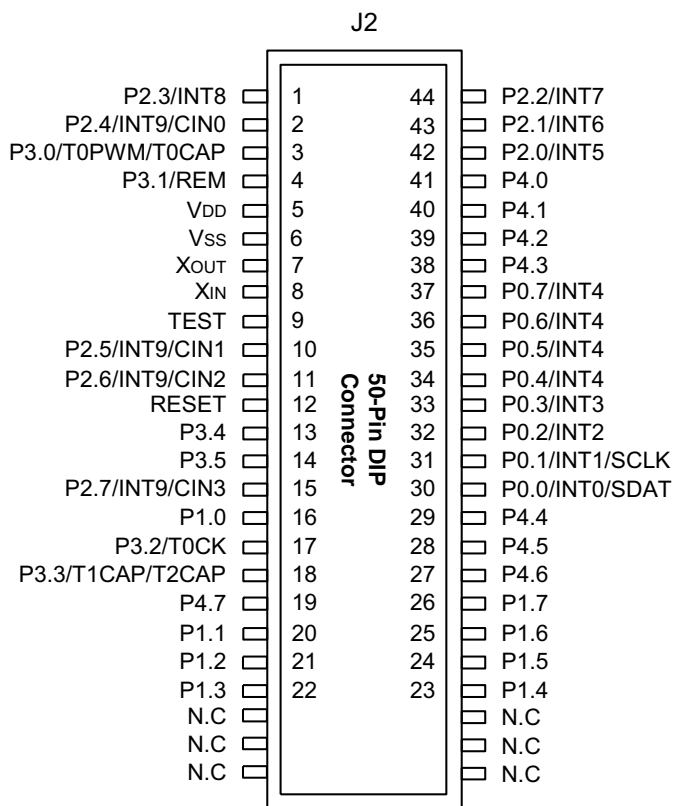 J2
P2.3/INT8 1 44 P2.2/INT7
P2.4/INT9/CIN0 2 43 P2.1/INT6
P3.0/T0PWM/T0CAP 3 42 P2.0/INT5
P3.1/REM 4 41 P4.0
VDD 5 40 P4.1
VSS 6 39 P4.2
XOUT 7 38 P4.3
XIN 8 37 P0.7/INT4
TEST 9 36 P0.6/INT4
P2.5/INT9/CIN1 10 35 P0.5/INT4
P2.6/INT9/CIN2 11 34 P0.4/INT4
RESET 12 33 P0.3/INT3
P3.4 13 32 P0.2/INT2
P3.5 14 31 P0.1/INT1/SCLK
P2.7/INT9/CIN3 15 30 P0.0/INT0/SDAT
P1.0 16 29 P4.4
P3.2/T0CK 17 28 P4.5
P3.3/T1CAP/T2CAP 18 27 P4.6
P4.7 19 26 P1.7
P1.1 20 25 P1.6
P1.2 21 24 P1.5
P1.3 22 23 P1.4
N.C N.C
N.C N.C
N.C N.C
50-Pin DIP
Connector